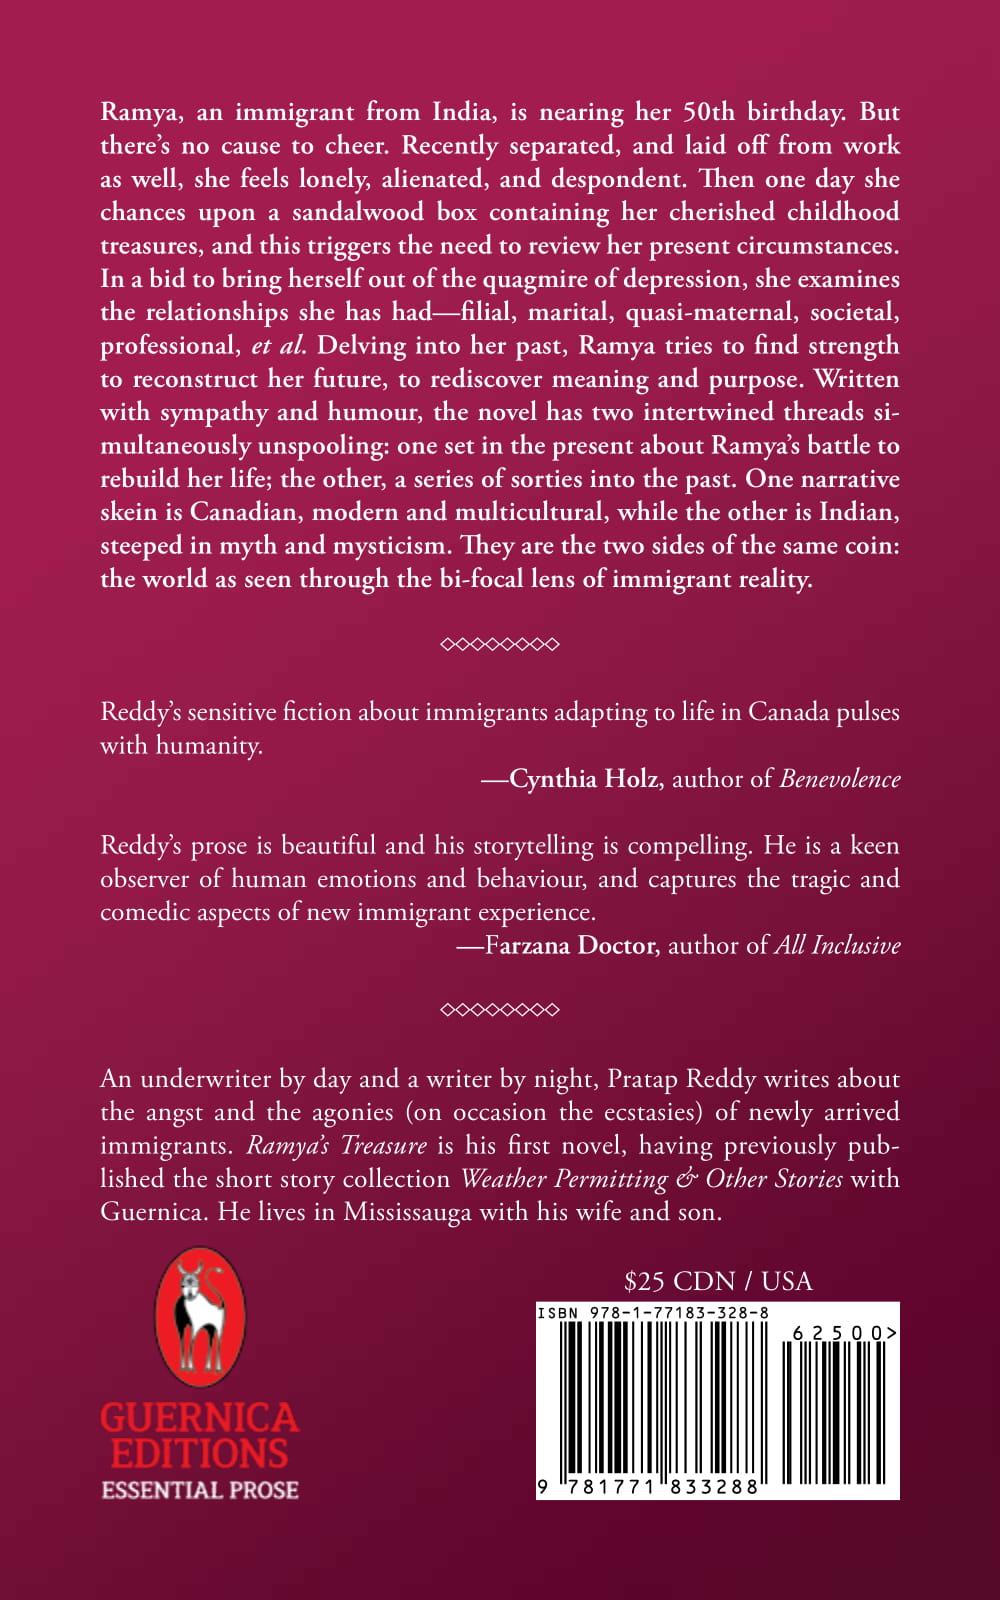 Ramya, an immigrant from India, is nearing her 50th birthday. But
there's no cause to cheer. Recently separated, and laid off from work
as well, she feels lonely, alienated, and despondent. Then one day she
chances upon a sandalwood box containing her cherished childhood
treasures, and this triggers the need to review her present circumstances.
In a bid to bring herself out of the quagmire of depression, she examines
the relationships she has had—filial, marital, quasi-maternal, societal,
professional, et al. Delving into her past, Ramya tries to find strength
to reconstruct her future, to rediscover meaning and purpose. Written
with sympathy and humour, the novel has two intertwined threads si-
multaneously unspooling: one set in the present about Ramya's battle to
rebuild her life; the other, a series of sorties into the past. One narrative
skein is Canadian, modern and multicultural, while the other is Indian,
steeped in myth and mysticism. They are the two sides of the same coin:
the world as seen through the bi-focal lens of immigrant reality.
Reddy's sensitive fiction about immigrants adapting to life in Canada pulses
with humanity.
—Cynthia Holz, author of Benevolence
Reddy's prose is beautiful and his storytelling is compelling. He is a keen
observer of human emotions and behaviour, and captures the tragic and
comedic aspects of new immigrant experience.
—Farzana Doctor, author of All Inclusive
An underwriter by day and a writer by night, Pratap Reddy writes about
the angst and the agonies (on occasion the ecstasies) of newly arrived
immigrants. Ramya's Treasure is his first novel, having previously pub-
lished the short story collection Weather Permitting & Other Stories with
Guernica. He lives in Mississauga with his wife and son.
GUERNICA
EDITIONS
ESSENTIAL PROSE
$25 CDN / USA
ISBN 978-1-77183-328-8
62500>
9 781771 833288